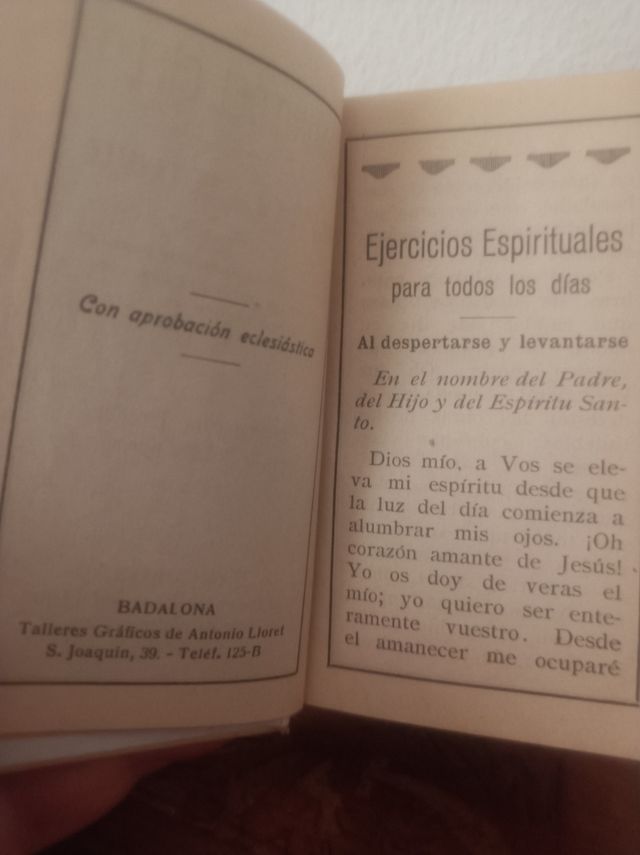 Con aprobación eclesiástica
BADALONA
Talleres Gráficos de Antonio Lloret
S. Joaquín, 39. - Teléf. 125-B
Ejercicios Espirituales
para todos los días
Al despertarse y levantarse
En el nombre del Padre,
del Hijo y del Espíritu San-
to.
Dios mío, a Vos se ele-
va mi espíritu desde que
la luz del día comienza a
alumbrar mis ojos. ¡Oh
corazón amante de Jesús!
Yo os doy de veras el
mío; yo quiero ser ente-
ramente vuestro. Desde
el amanecer me ocuparé